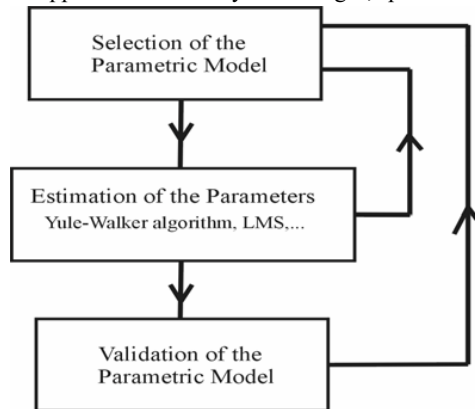 Selection of the
Parametric Model
Estimation of the Parameters
Yule-Walker algorithm, LMS,...
Validation of the
Parametric Model